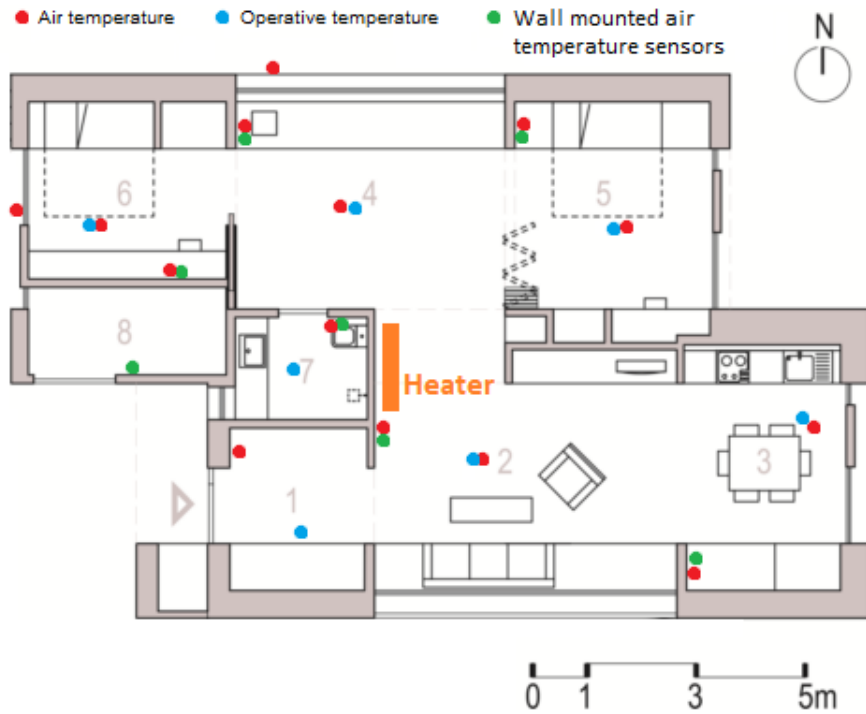 Air temperature
Operative temperature
Wall mounted air
temperature sensors
N
6
4
5
8
7
Heater
2
3
1
0 1 3 5m